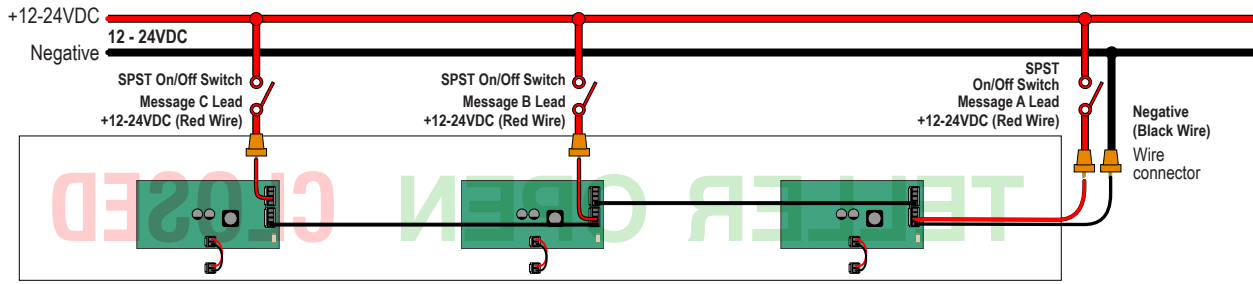 +12-24VDC
12 - 24VDC
Negative
SPST On/Off Switch
Message C Lead
+12-24VDC (Red Wire)
SPST On/Off Switch
Message B Lead
+12-24VDC (Red Wire)
SPST
On/Off Switch
Message A Lead
+12-24VDC (Red Wire)
Negative
(Black Wire)
Wire
connector
CLOSED
TELLER OPEN